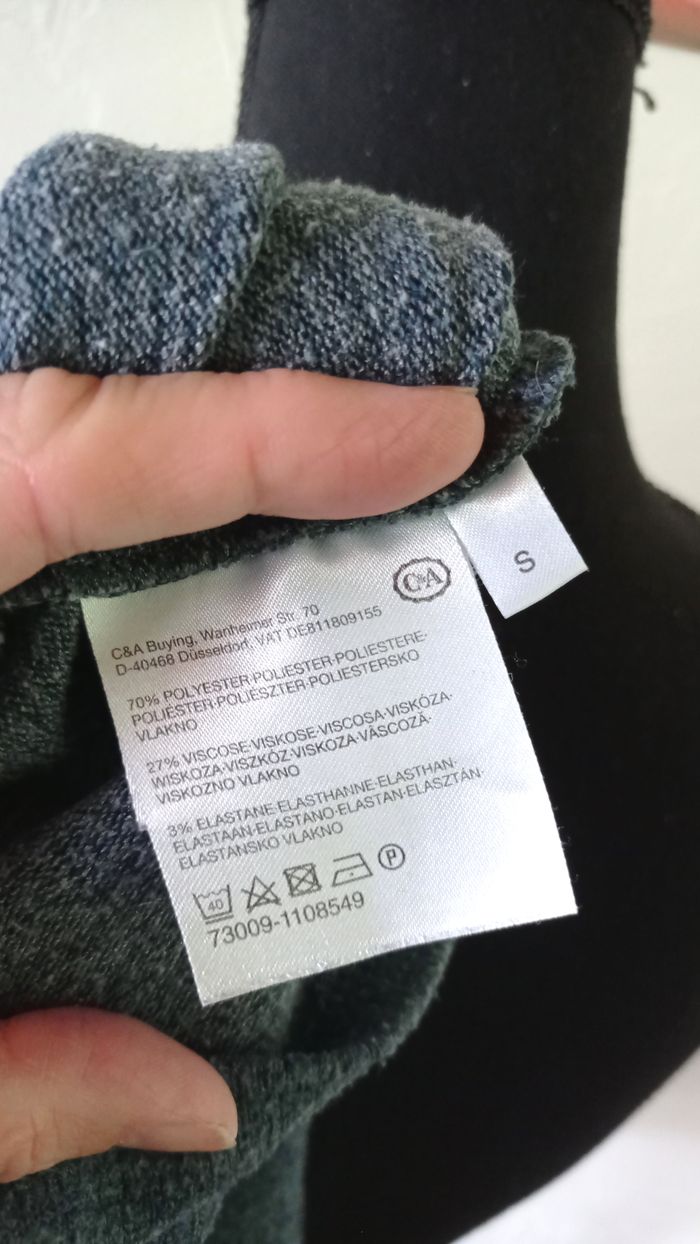 C&A
S
C&A Buying, Wanheimer Str. 70
D-40468 Düsseldorf, VAT DE811809155
70% POLYESTER·POLIESTER·POLIESTERE·
POLIÉSTER·POLIÉSZTER·POLIESTERSKO
VLAKNO
27% VISCOSE·VISKOSE·VISCOSA·VISKÓZA·
WISKOZA·VISZKÓZ·VISKOZA·VÂSCOZÁ·
VISKOZNO VLAKNO
3% ELASTANE·ELASTHANNE·ELASTHAN·
ELASTAAN·ELASTANO·ELASTAN·ELASZTÁN·
ELASTANSKO VLAKNO
40
P
73009-1108549